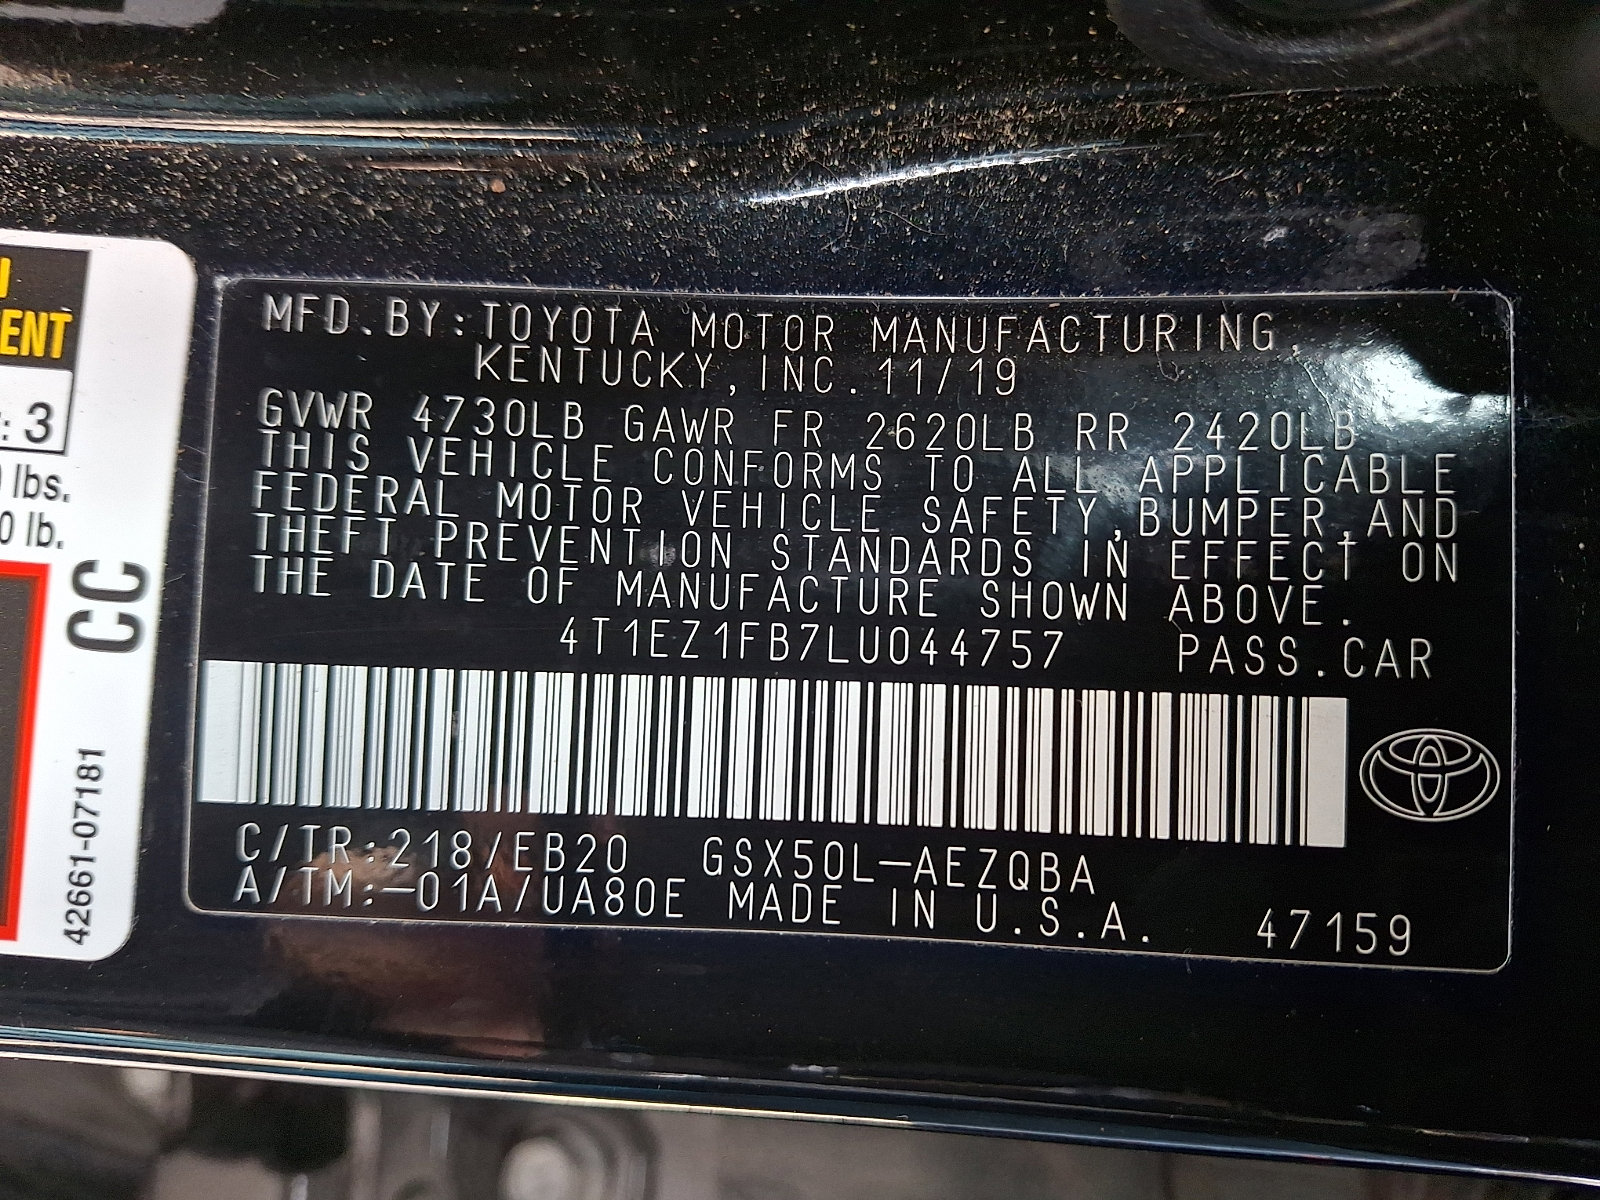 ENT
: 3
lbs.
0 lb.
CC
42661-07181
MFD.BY:TOYOTA MOTOR MANUFACTURING,
KENTUCKY,INC.11/19
GVWR 4730LB GAWR FR 2620LB RR 2420LB
THIS VEHICLE CONFORMS TO ALL APPLICABLE
FEDERAL MOTOR VEHICLE SAFETY,BUMPER,AND
THEFT PREVENTION STANDARDS IN EFFECT ON
THE DATE OF MANUFACTURE SHOWN ABOVE.
4T1EZ1FB7LU044757 PASS.CAR
C/TR:218/EB20 GSX50L-AEZQBA
A/TM:-01A/UA80E MADE IN U.S.A. 47159